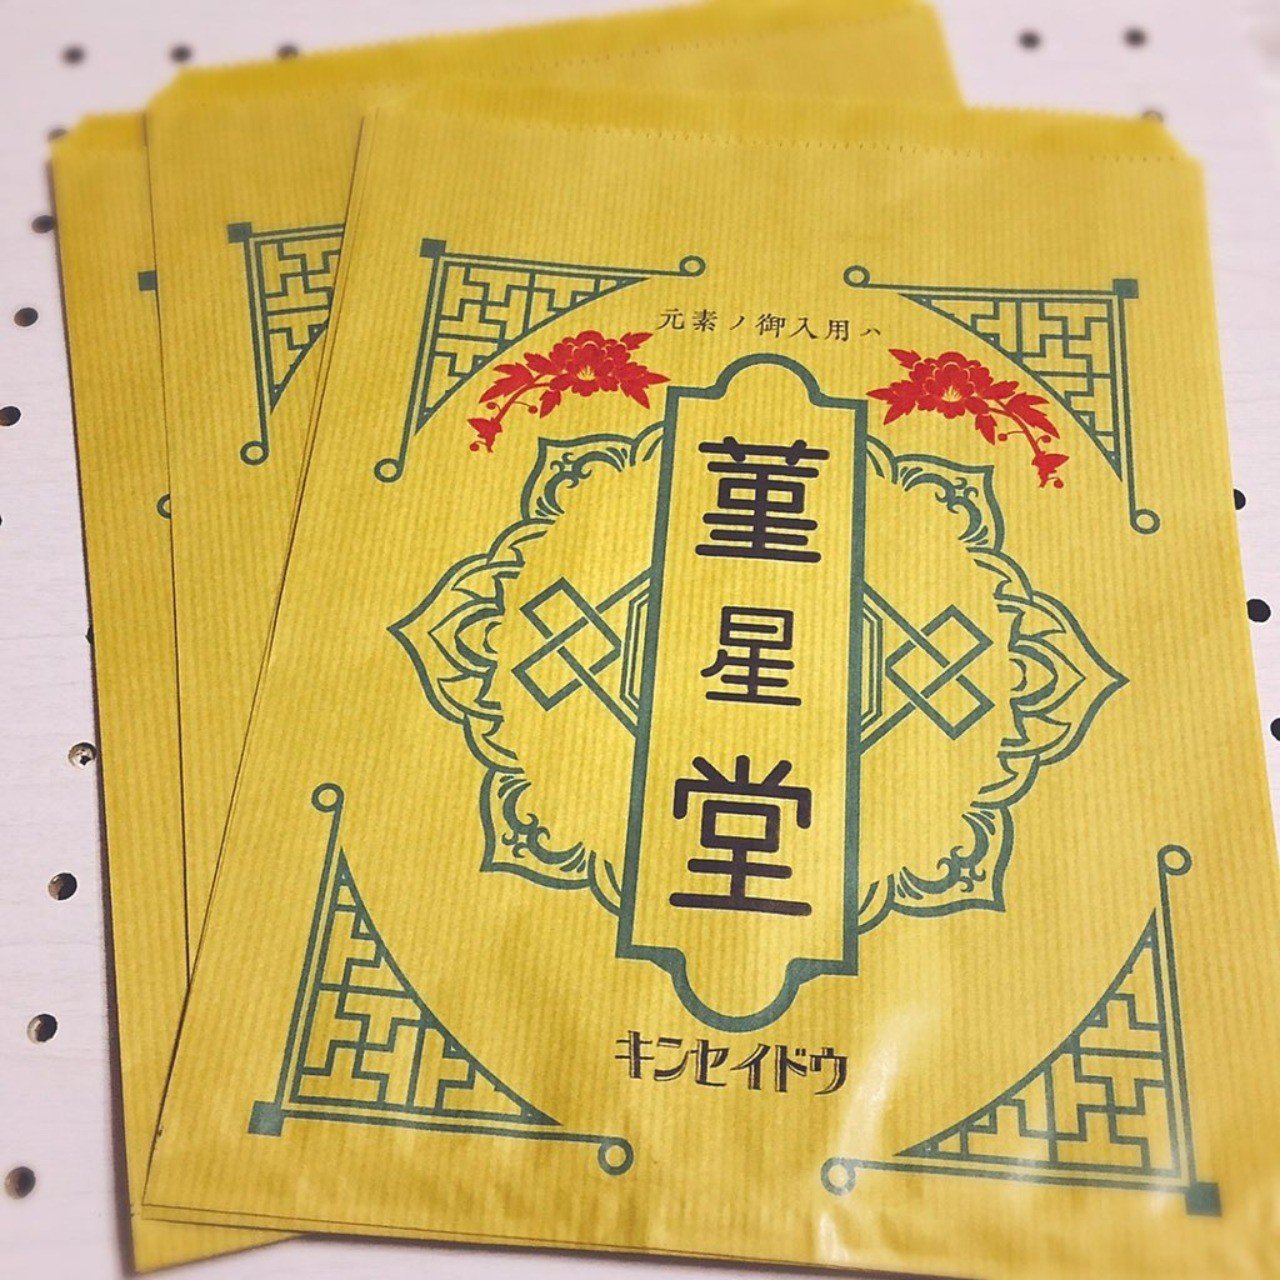 元素ノ御入用ハ
菫星堂
キンセイドウ